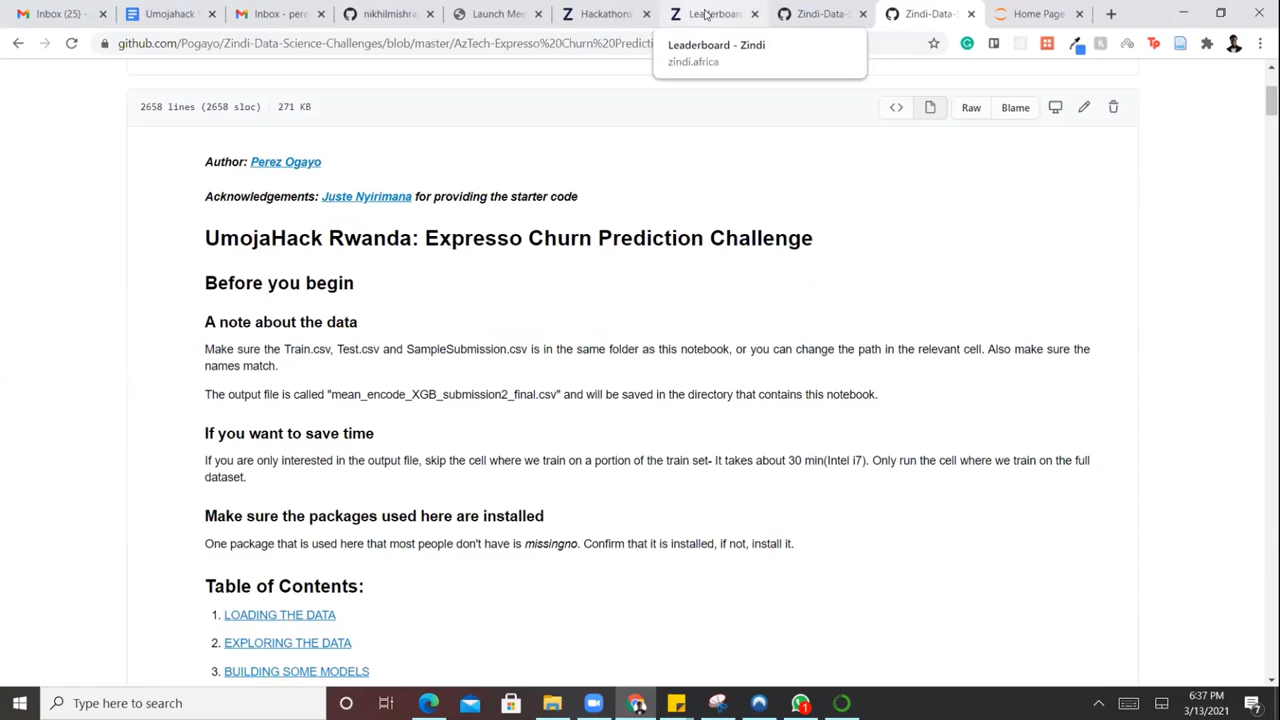 Inbox (25) -
Umojahack
Inbox - pere
nikhilmishra
Launch Mee
Hackathons
Leaderboard
Zindi-Data-S
Zindi-Data-S
Home Page
github.com/Pogayo/Zindi-Data-Science-Challenges/blob/master/AzTech-Expresso%20Churn%20Predicti
Leaderboard - Zindi
zindi.africa
2658 lines (2658 sloc) 271 KB
Raw
Blame
Author: Perez Ogayo
Acknowledgements: Juste Nyirimana for providing the starter code
UmojaHack Rwanda: Expresso Churn Prediction Challenge
Before you begin
A note about the data
Make sure the Train.csv, Test.csv and SampleSubmission.csv is in the same folder as this notebook, or you can change the path in the relevant cell. Also make sure the
names match.
The output file is called "mean_encode_XGB_submission2_final.csv" and will be saved in the directory that contains this notebook.
If you want to save time
If you are only interested in the output file, skip the cell where we train on a portion of the train set- It takes about 30 min(Intel i7). Only run the cell where we train on the full
dataset.
Make sure the packages used here are installed
One package that is used here that most people don't have is missingno. Confirm that it is installed, if not, install it.
Table of Contents:
1. LOADING THE DATA
2. EXPLORING THE DATA
3. BUILDING SOME MODELS
Type here to search
6:37 PM
3/13/2021